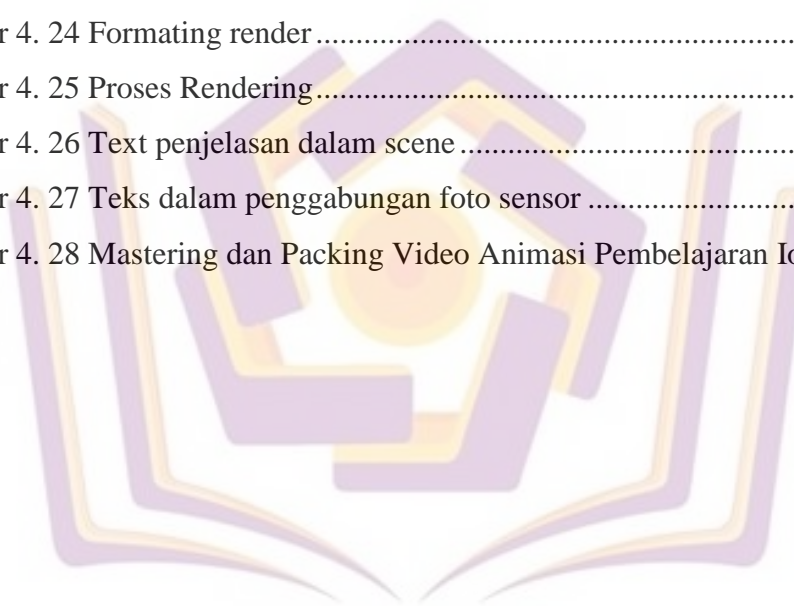 r 4. 24 Formating render
r 4. 25 Proses Rendering
r 4. 26 Text penjelasan dalam scene
r 4. 27 Teks dalam penggabungan foto sensor
r 4. 28 Mastering dan Packing Video Animasi Pembelajaran Io